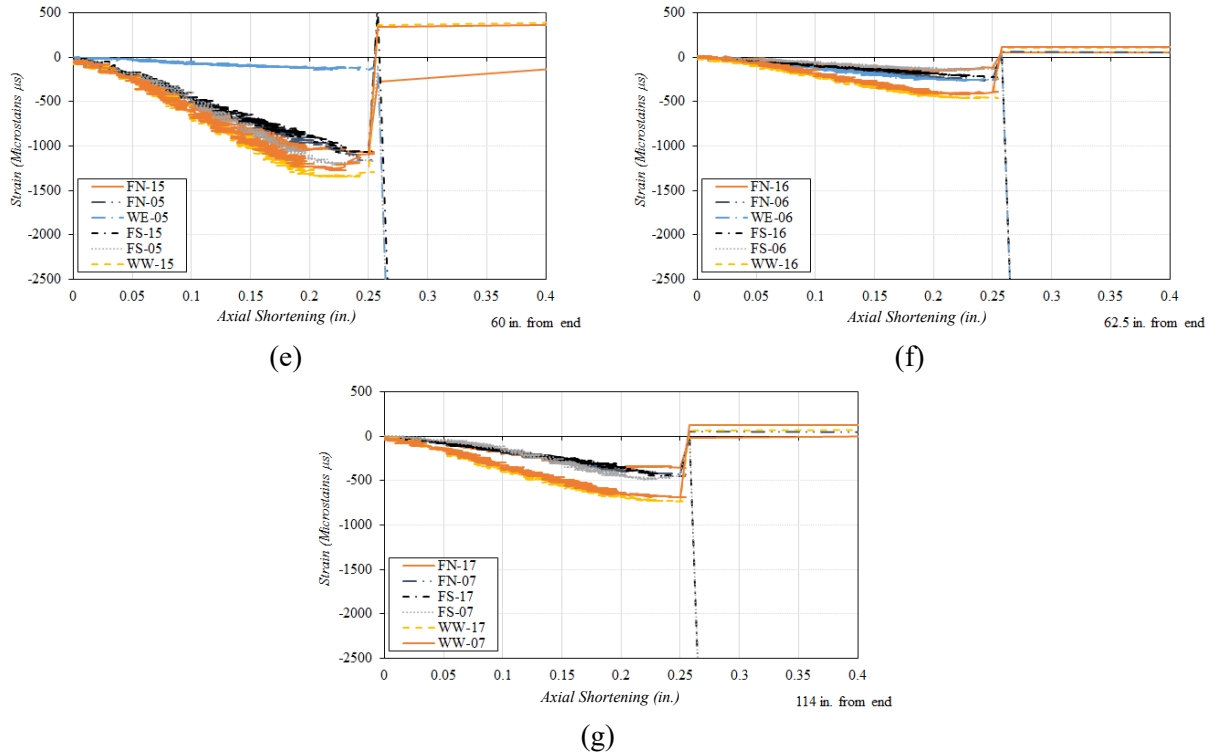 500
0
-500
-1000
-1500
-2000
-2500
Strain (Microstains µs)
FN-15
FN-05
WE-05
FS-15
FS-05
WW-15
0 0.05 0.1 0.15 0.2 0.25 0.3 0.35 0.4
Axial Shortening (in.)
60 in. from end
(e)
500
0
-500
-1000
-1500
-2000
-2500
Strain (Microstains µs)
FN-16
FN-06
WE-06
FS-16
FS-06
WW-16
0 0.05 0.1 0.15 0.2 0.25 0.3 0.35 0.4
Axial Shortening (in.)
62.5 in. from end
(f)
500
0
-500
-1000
-1500
-2000
-2500
Strain (Microstains µs)
FN-17
FN-07
FS-17
FS-07
WW-17
WW-07
0 0.05 0.1 0.15 0.2 0.25 0.3 0.35 0.4
Axial Shortening (in.)
114 in. from end
(g)